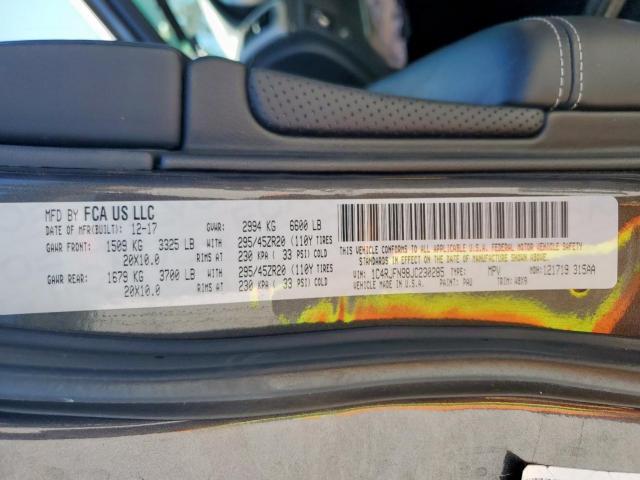 MFD BY FCA US LLC
DATE OF MFR(BUILT): 12-17
GVWR: 2994 KG 6600 LB
GAWR FRONT: 1509 KG 3325 LB WITH 295/45ZR20 (110Y TIRES
20X10.0 RIMS AT 230 KPA ( 33 PSI) COLD
GAWR REAR: 1679 KG 3700 LB WITH 295/45ZR20 (110Y TIRES
20X10.0 RIMS AT 230 KPA ( 33 PSI) COLD
THIS VEHICLE CONFORMS TO ALL APPLICABLE U.S.A. FEDERAL MOTOR VEHICLE SAFETY
STANDARDS IN EFFECT ON THE DATE OF MANUFACTURE SHOWN ABOVE.
VIN: 1C4RJFN98JC230285 TYPE: MPV MDH: 121719 315AA
VEHICLE MADE IN U.S.A. PAINT: PAU TRIM: